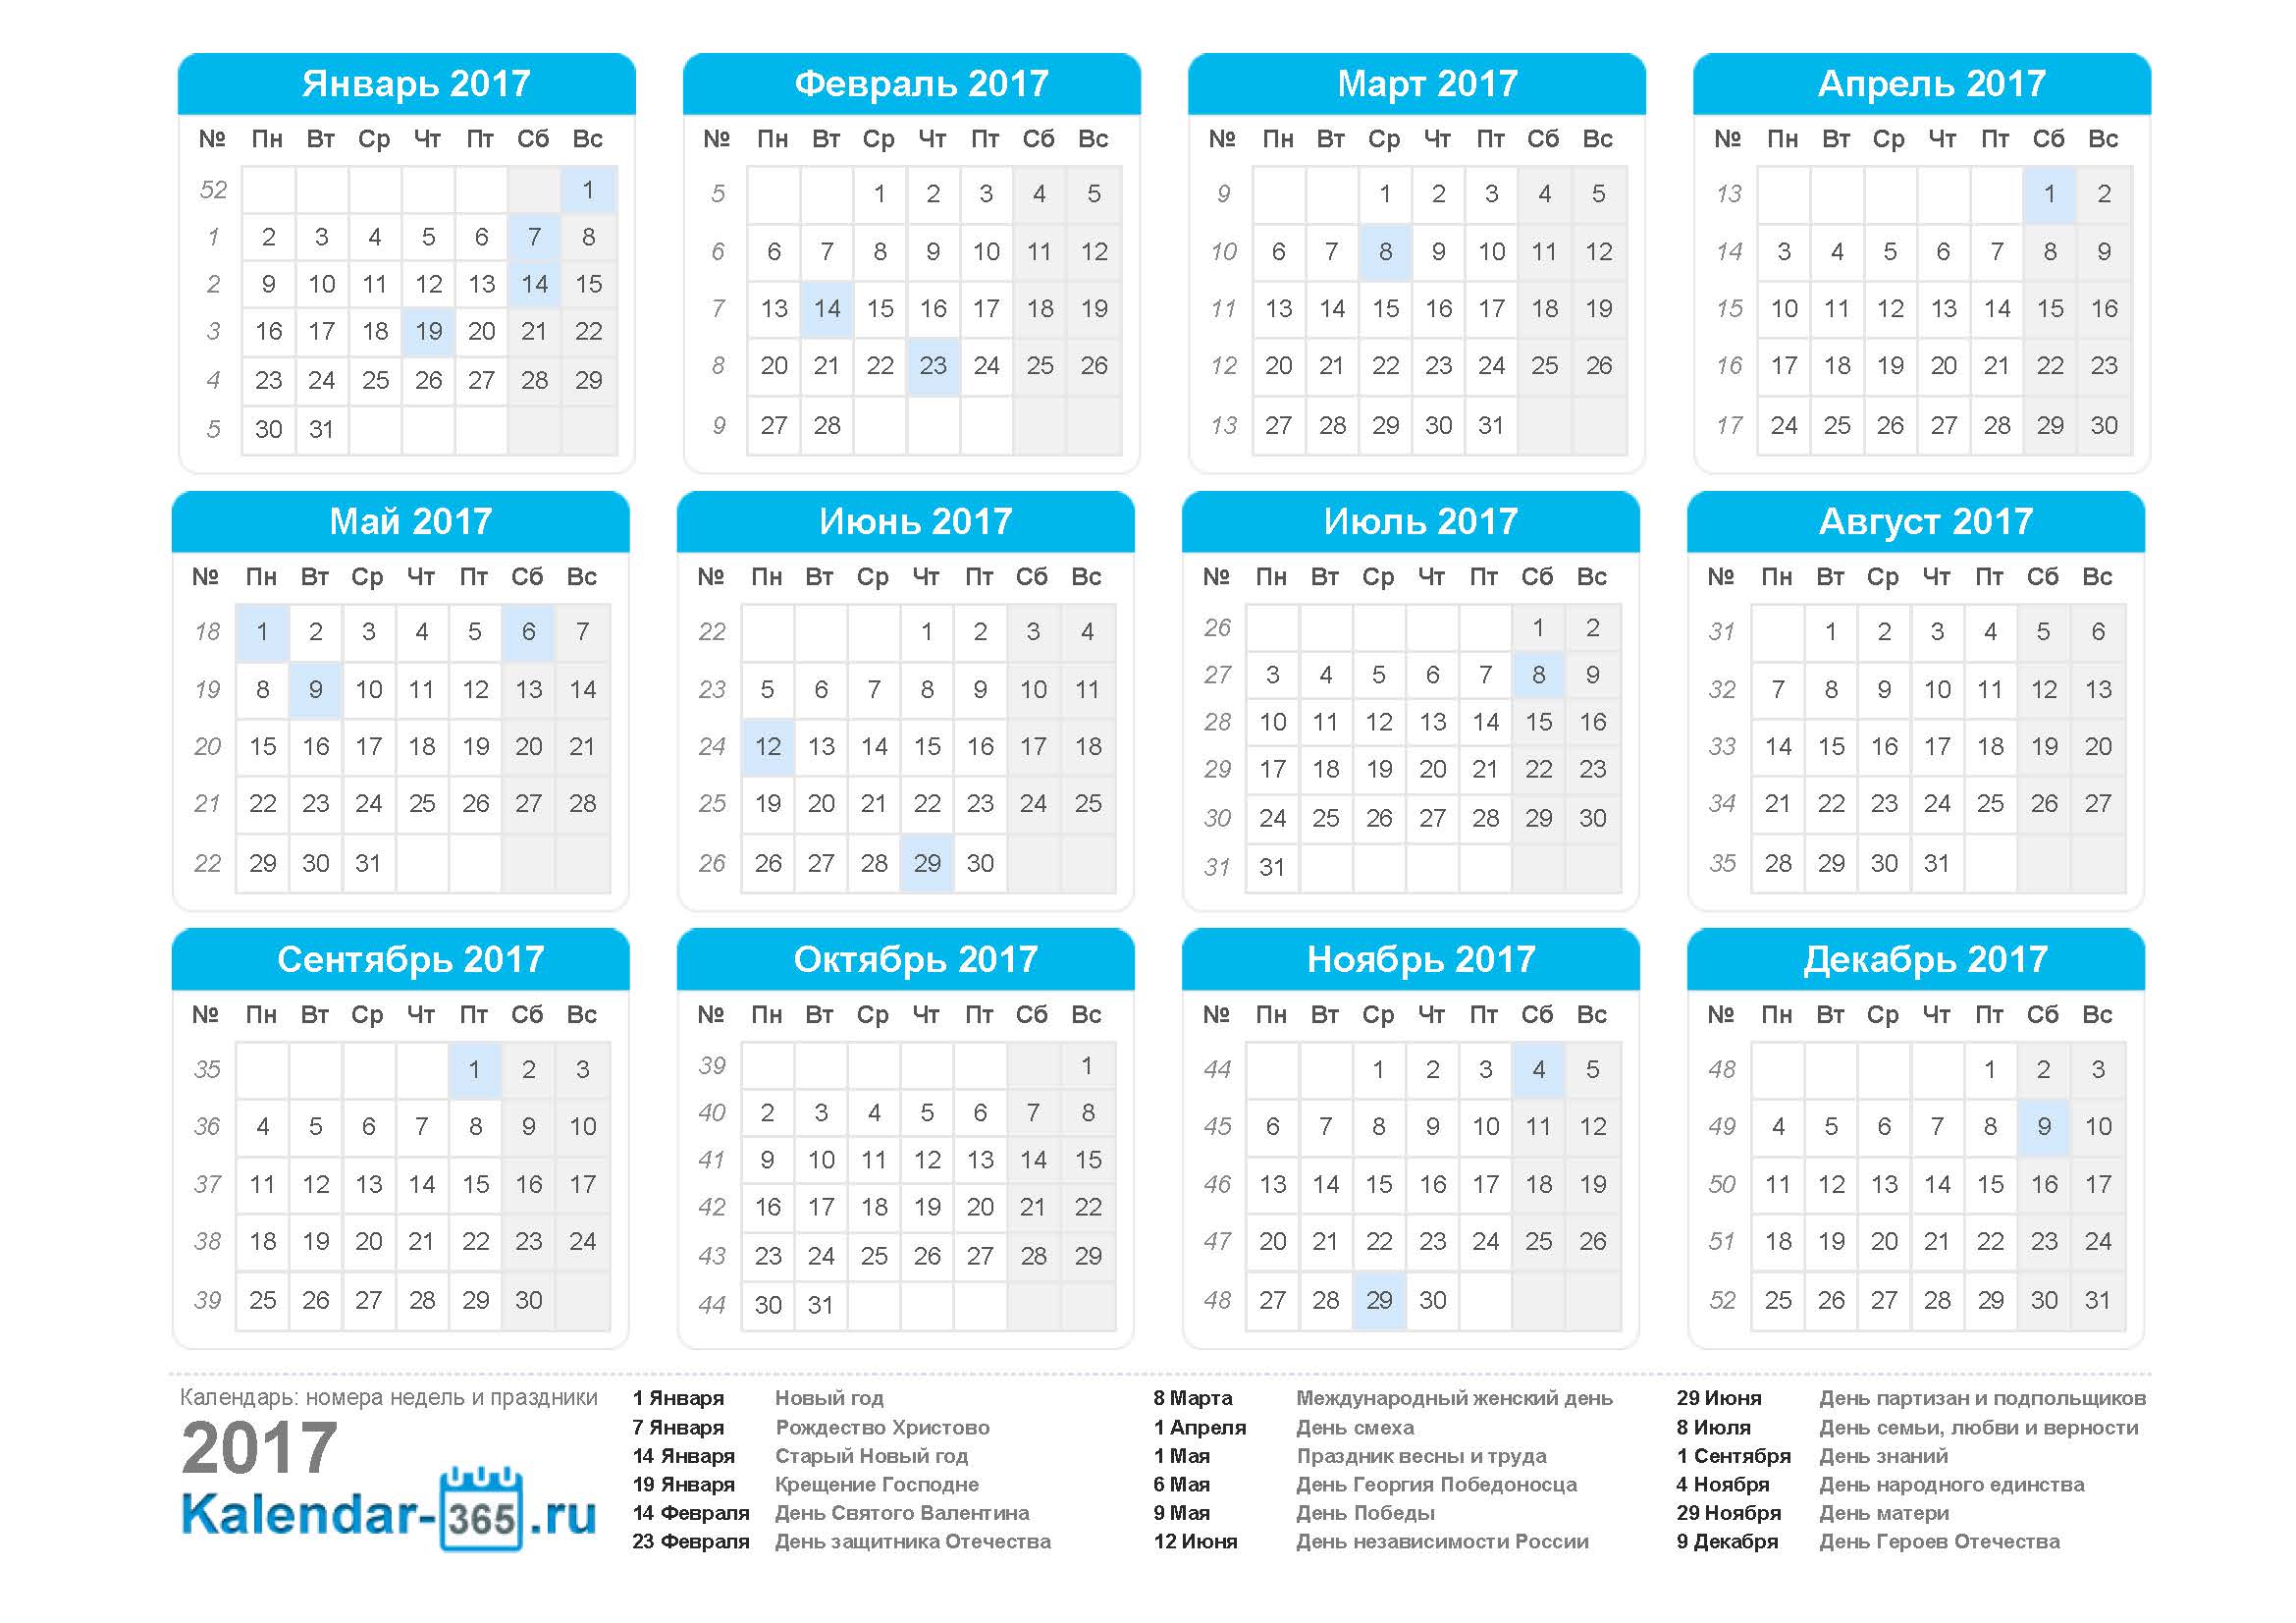 Январь 2017
№ Пн Вт Ср Чт Пт Сб Вс
52 1
1 2 3 4 5 6 7 8
2 9 10 11 12 13 14 15
3 16 17 18 19 20 21 22
4 23 24 25 26 27 28 29
5 30 31
Февраль 2017
№ Пн Вт Ср Чт Пт Сб Вс
5 1 2 3 4 5
6 6 7 8 9 10 11 12
7 13 14 15 16 17 18 19
8 20 21 22 23 24 25 26
9 27 28
Март 2017
№ Пн Вт Ср Чт Пт Сб Вс
9 1 2 3 4 5
10 6 7 8 9 10 11 12
11 13 14 15 16 17 18 19
12 20 21 22 23 24 25 26
13 27 28 29 30 31
Апрель 2017
№ Пн Вт Ср Чт Пт Сб Вс
13 1 2
14 3 4 5 6 7 8 9
15 10 11 12 13 14 15 16
16 17 18 19 20 21 22 23
17 24 25 26 27 28 29 30
Май 2017
№ Пн Вт Ср Чт Пт Сб Вс
18 1 2 3 4 5 6 7
19 8 9 10 11 12 13 14
20 15 16 17 18 19 20 21
21 22 23 24 25 26 27 28
22 29 30 31
Июнь 2017
№ Пн Вт Ср Чт Пт Сб Вс
22 1 2 3 4
23 5 6 7 8 9 10 11
24 12 13 14 15 16 17 18
25 19 20 21 22 23 24 25
26 26 27 28 29 30
Июль 2017
№ Пн Вт Ср Чт Пт Сб Вс
26 1 2
27 3 4 5 6 7 8 9
28 10 11 12 13 14 15 16
29 17 18 19 20 21 22 23
30 24 25 26 27 28 29 30
31 31
Август 2017
№ Пн Вт Ср Чт Пт Сб Вс
31 1 2 3 4 5 6
32 7 8 9 10 11 12 13
33 14 15 16 17 18 19 20
34 21 22 23 24 25 26 27
35 28 29 30 31
Сентябрь 2017
№ Пн Вт Ср Чт Пт Сб Вс
35 1 2 3
36 4 5 6 7 8 9 10
37 11 12 13 14 15 16 17
38 18 19 20 21 22 23 24
39 25 26 27 28 29 30
Октябрь 2017
№ Пн Вт Ср Чт Пт Сб Вс
39 1
40 2 3 4 5 6 7 8
41 9 10 11 12 13 14 15
42 16 17 18 19 20 21 22
43 23 24 25 26 27 28 29
44 30 31
Ноябрь 2017
№ Пн Вт Ср Чт Пт Сб Вс
44 1 2 3 4 5
45 6 7 8 9 10 11 12
46 13 14 15 16 17 18 19
47 20 21 22 23 24 25 26
48 27 28 29 30
Декабрь 2017
№ Пн Вт Ср Чт Пт Сб Вс
48 1 2 3
49 4 5 6 7 8 9 10
50 11 12 13 14 15 16 17
51 18 19 20 21 22 23 24
52 25 26 27 28 29 30 31
Календарь: номера недель и праздники
2017
Kalendar-365.ru
1 Января Новый год
7 Января Рождество Христово
14 Января Старый Новый год
19 Января Крещение Господне
14 Февраля День Святого Валентина
23 Февраля День защитника Отечества
8 Марта Международный женский день
1 Апреля День смеха
1 Мая Праздник весны и труда
6 Мая День Георгия Победоносца
9 Мая День Победы
12 Июня День независимости России
29 Июня День партизан и подпольщиков
8 Июля День семьи, любви и верности
1 Сентября День знаний
4 Ноября День народного единства
29 Ноября День матери
9 Декабря День Героев Отечества